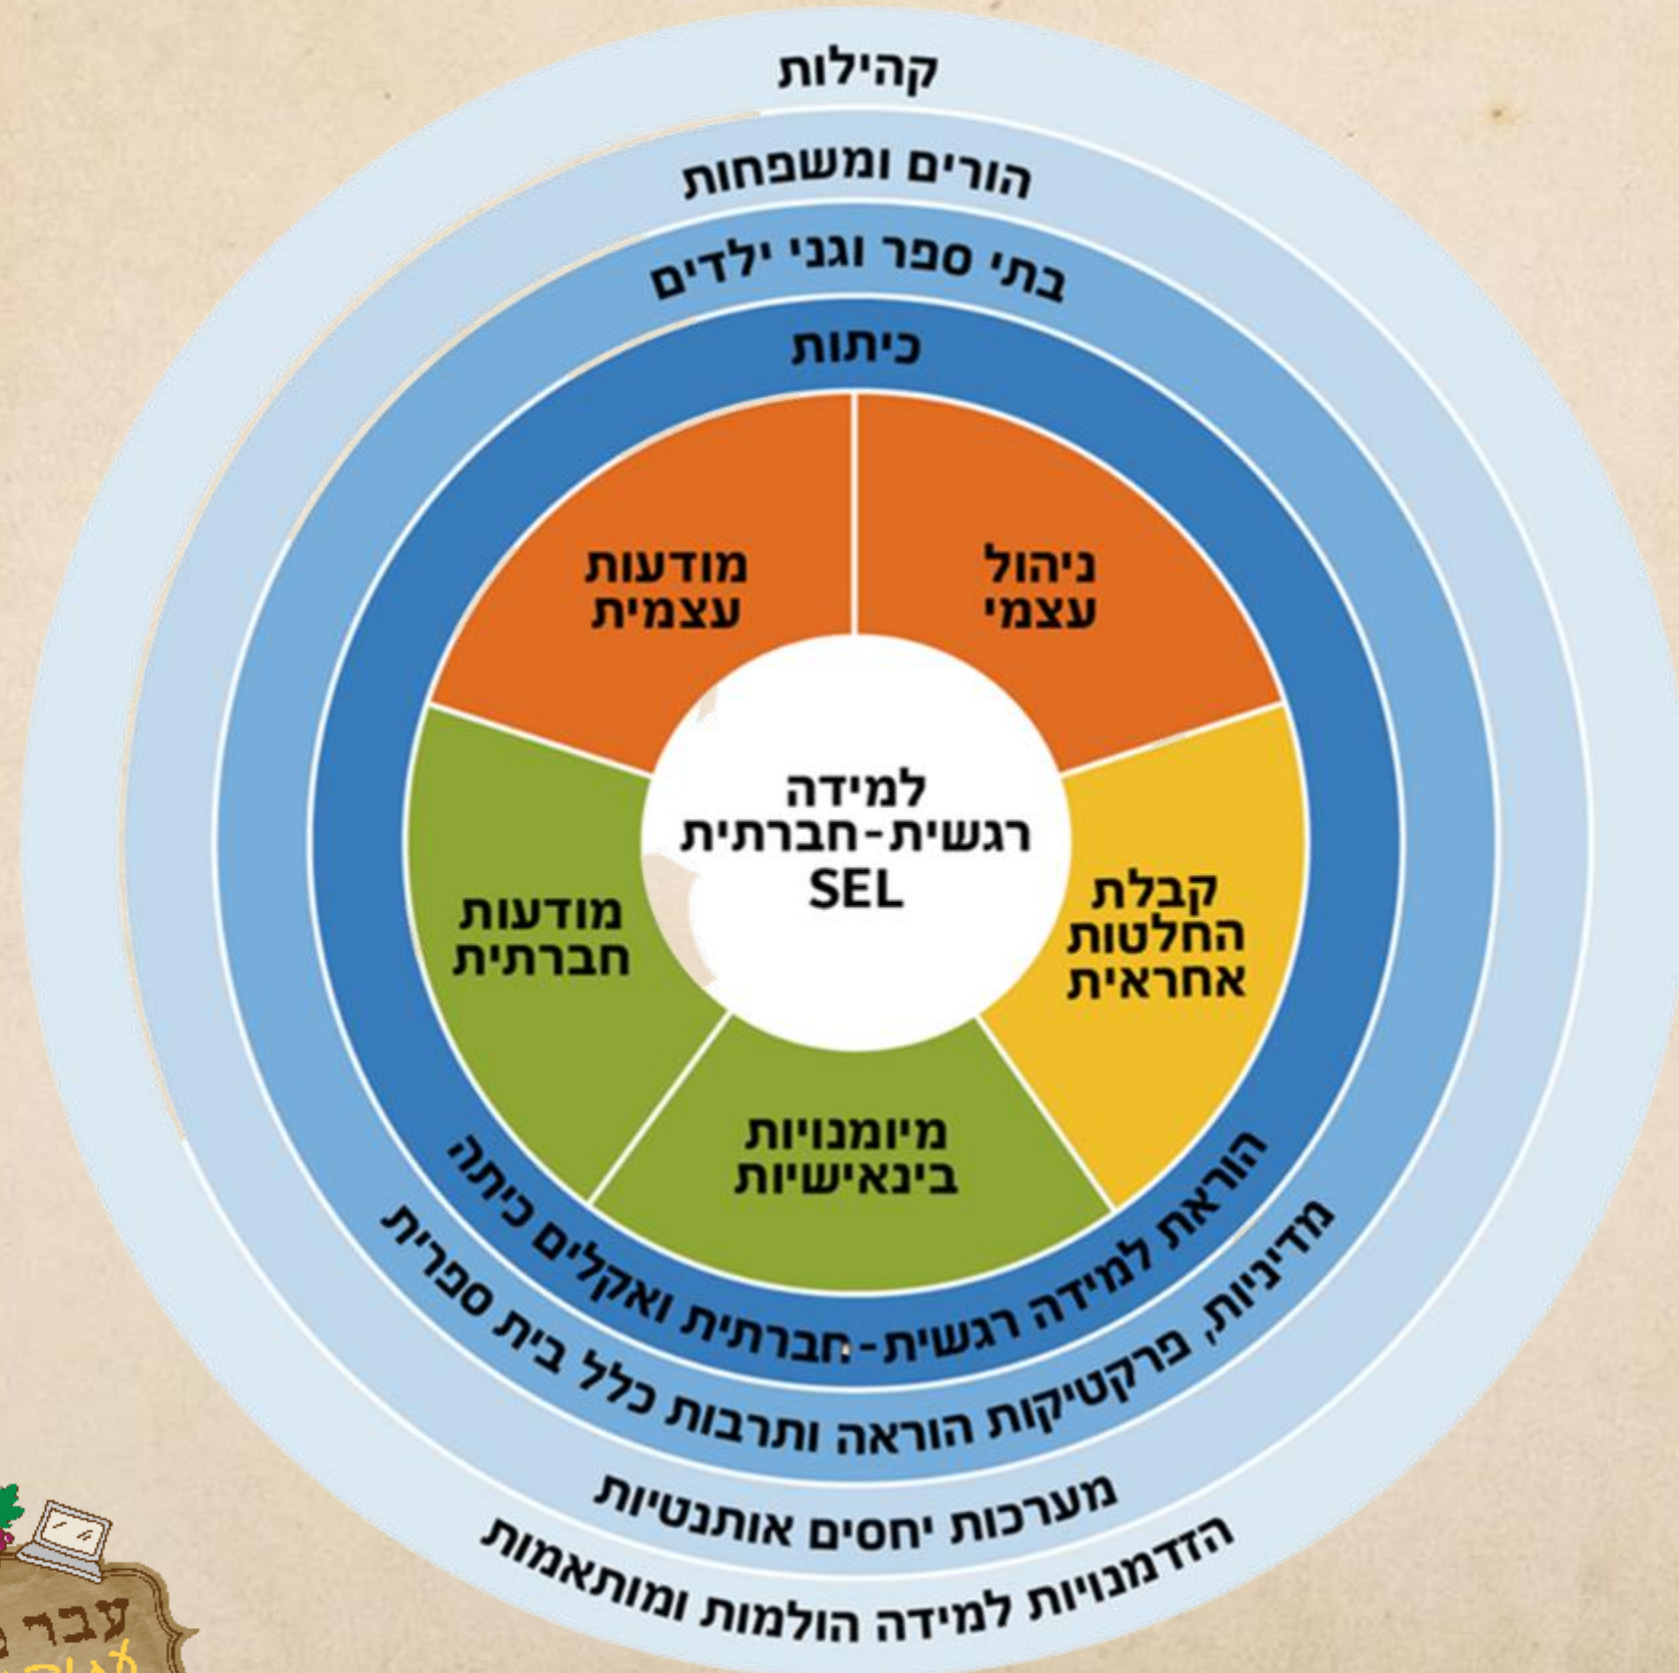 קהילות
הורים ומשפחות
בתי ספר וגני ילדים
כיתות
ניהול
עצמי
מודעות
עצמית
למידה
רגשית-חברתית
SEL
קבלת
החלטות
אחראית
מודעות
חברתית
מיומנויות
בינאישיות
הוראת למידה רגשית-חברתית ואקלים כיתה
מדיניות, פרקטיקות הוראה ותרבות כלל בית ספרית
מערכות יחסים אותנטיות
הזדמנויות למידה הולמות ומותאמות
עבר